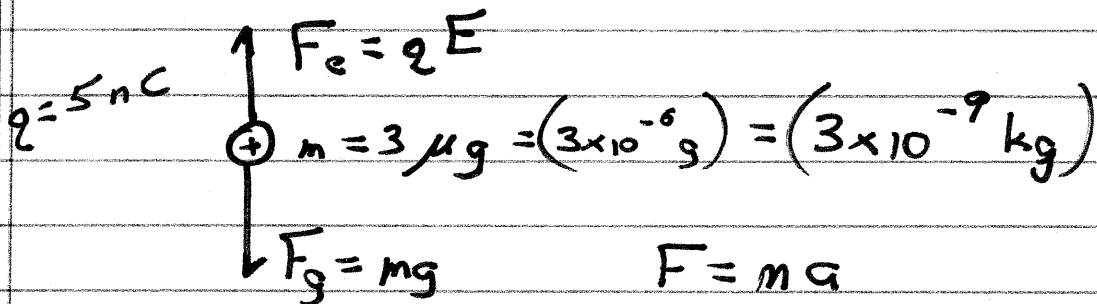 F_e = qE
q = 5 nC
+ m = 3 μg = (3×10^-6 g) = (3×10^-9 kg)
F_g = mg F = ma